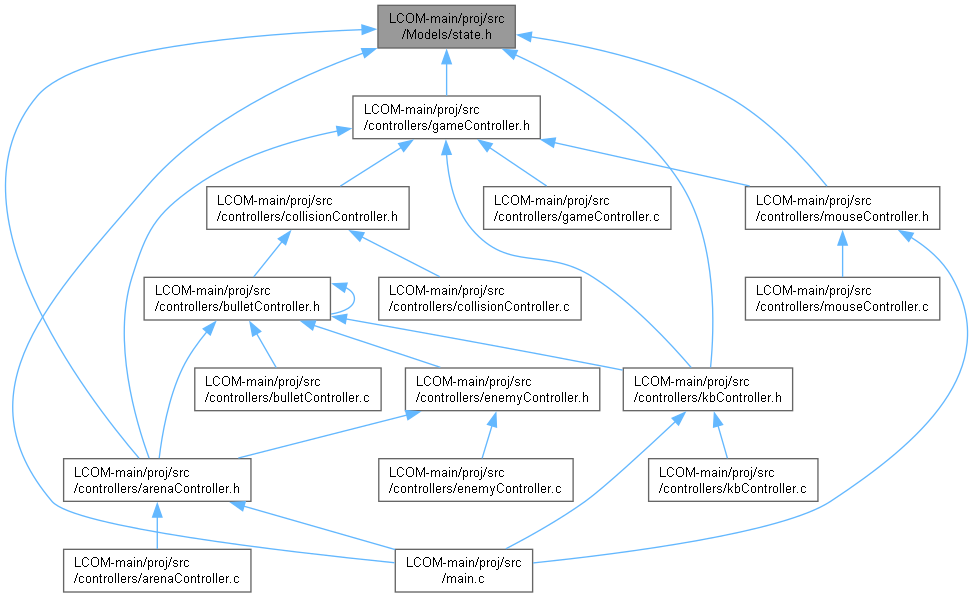 LCOM-main/proj/src
/Models/state.h
LCOM-main/proj/src
/controllers/gameController.h
LCOM-main/proj/src
/controllers/collisionController.h
LCOM-main/proj/src
/controllers/gameController.c
LCOM-main/proj/src
/controllers/mouseController.h
LCOM-main/proj/src
/controllers/bulletController.h
LCOM-main/proj/src
/controllers/collisionController.c
LCOM-main/proj/src
/controllers/mouseController.c
LCOM-main/proj/src
/controllers/bulletController.c
LCOM-main/proj/src
/controllers/enemyController.h
LCOM-main/proj/src
/controllers/kbController.h
LCOM-main/proj/src
/controllers/arenaController.h
LCOM-main/proj/src
/controllers/enemyController.c
LCOM-main/proj/src
/controllers/kbController.c
LCOM-main/proj/src
/controllers/arenaController.c
LCOM-main/proj/src
/main.c